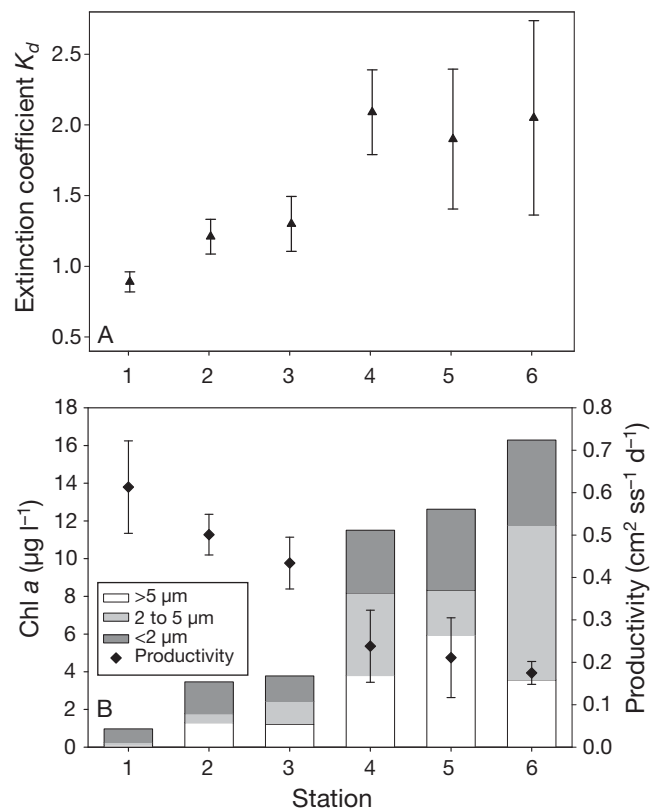 Extinction coefficient K_d
2.5
2.0
1.5
1.0
0.5
A
1 2 3 4 5 6
18
16
14
12
10
8
6
4
2
0
Chl a (µg l⁻¹)
>5 µm
2 to 5 µm
<2 µm
Productivity
B
0.8
0.7
0.6
0.5
0.4
0.3
0.2
0.1
0.0
Productivity (cm² ss⁻¹ d⁻¹)
1 2 3 4 5 6
Station